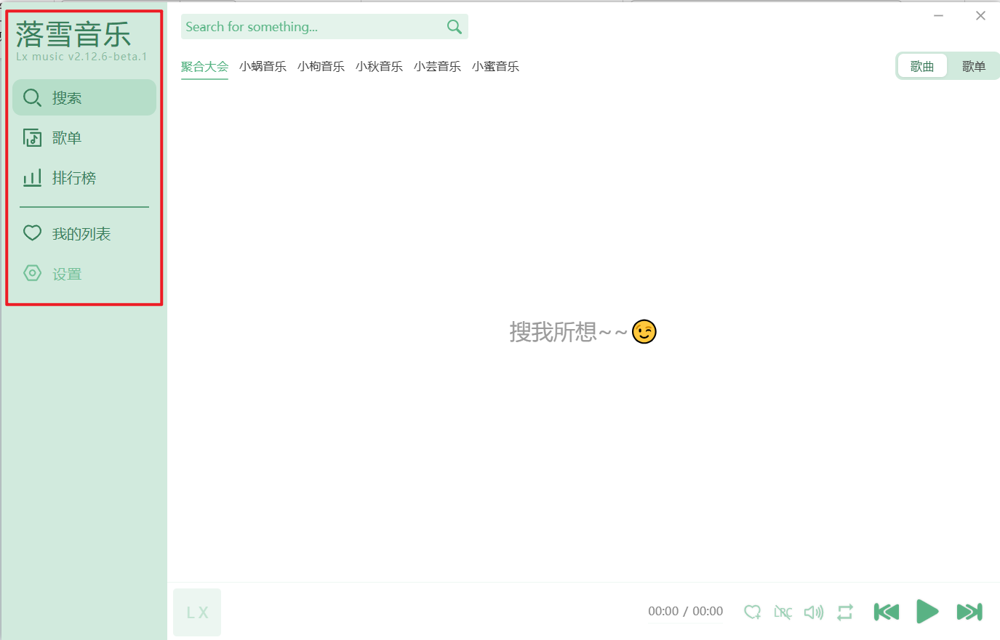 落雪音乐
Lx music v2.12.6-beta.1
搜索
歌单
排行榜
我的列表
设置
Search for something...
聚合大会 小蜗音乐 小枸音乐 小秋音乐 小芸音乐 小蜜音乐
歌曲 歌单
搜我所想~~😉
LX
00:00 / 00:00
LRC